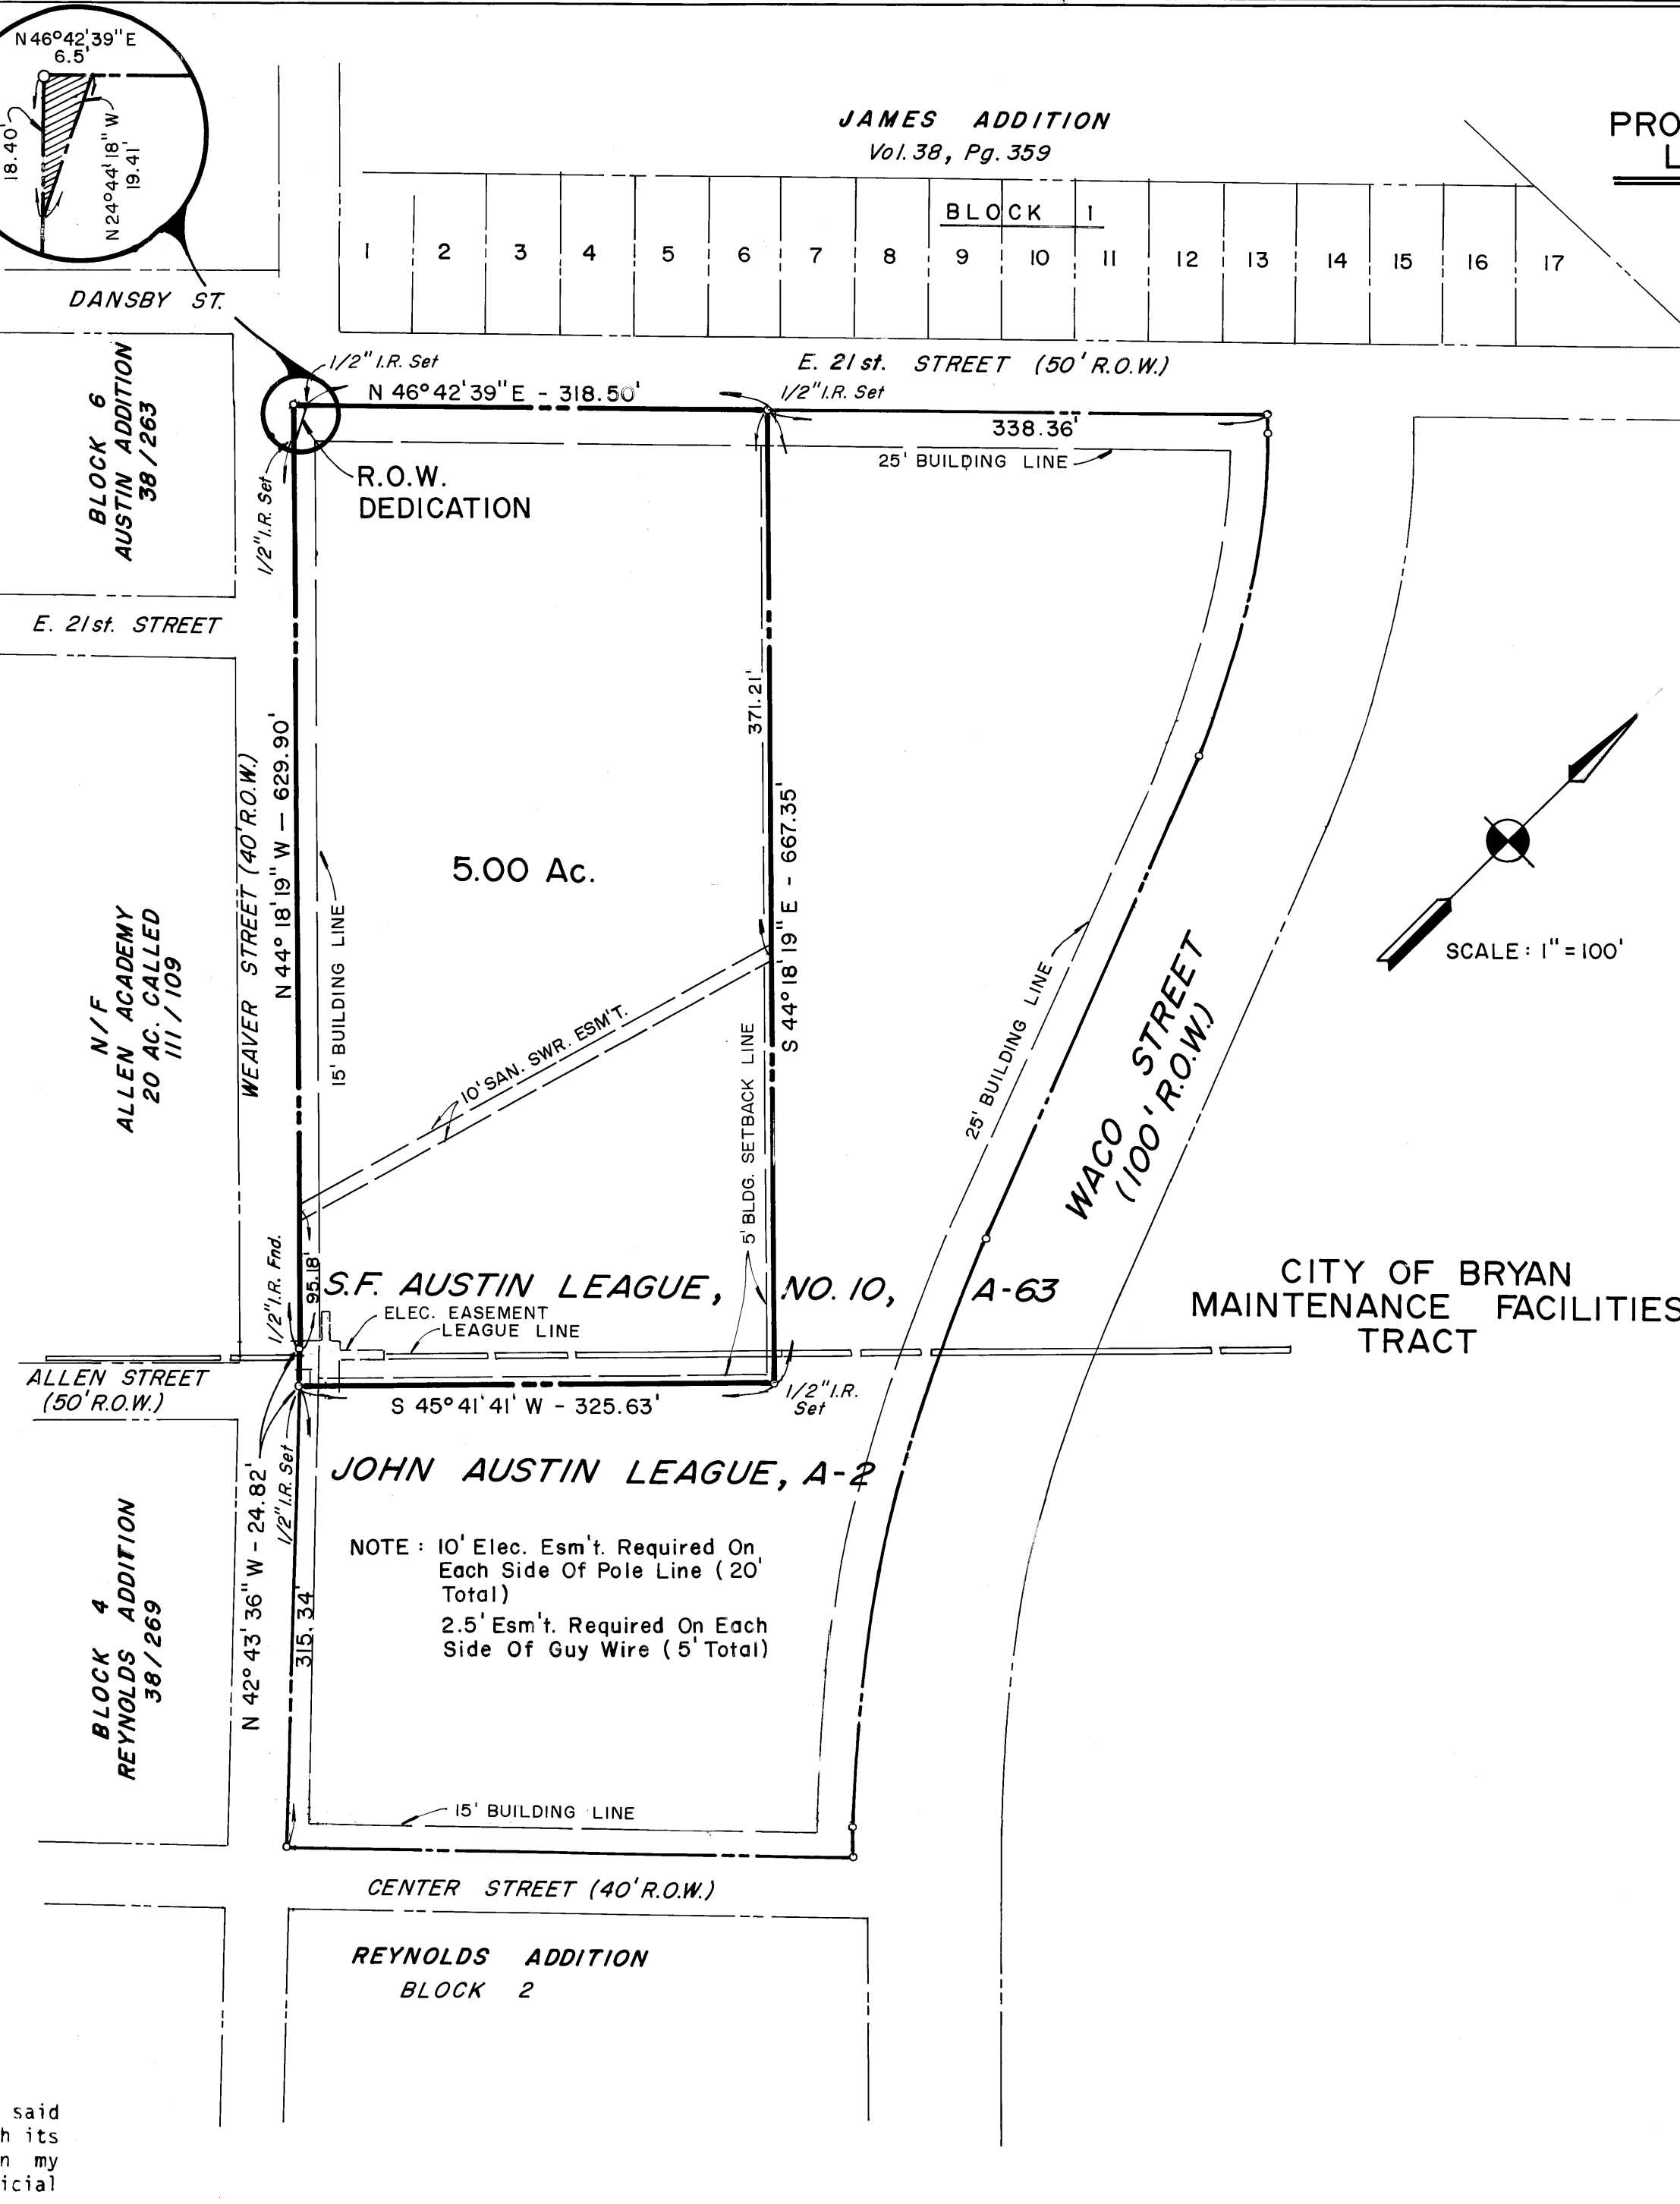 N 46°42'39" E
6.5'
18.40'
N 24°44'18" W
19.41'
JAMES ADDITION
Vol. 38, Pg. 359
PRO
L
BLOCK 1
1 2 3 4 5 6 7 8 9 10 11 12 13 14 15 16 17
DANSBY ST.
E. 21st. STREET (50' R.O.W.)
1/2" I.R. Set
N 46°42'39" E - 318.50'
1/2" I.R. Set
338.36'
25' BUILDING LINE
BLOCK 6
AUSTIN ADDITION
38/263
1/2" I.R. Set
R.O.W.
DEDICATION
E. 21st. STREET
371.21'
N 44°18'19" W - 629.90'
WEAVER STREET (40' R.O.W.)
15' BUILDING LINE
5.00 Ac.
S 44°18'19" E - 667.35'
N/F
ALLEN ACADEMY
20 AC. CALLED
111/109
SCALE: 1" = 100'
10' SAN. SWR. ESM'T.
5' BLDG. SETBACK LINE
25' BUILDING LINE
WACO STREET
(100' R.O.W.)
1/2" I.R. Fnd.
95.18'
S.F. AUSTIN LEAGUE, NO. 10, A-63
CITY OF BRYAN
MAINTENANCE FACILITIES
TRACT
ELEC. EASEMENT
LEAGUE LINE
ALLEN STREET
(50' R.O.W.)
S 45°41'41" W - 325.63'
1/2" I.R.
Set
1/2" I.R. Set
N 42°43'36" W - 24.82'
315.34'
JOHN AUSTIN LEAGUE, A-2
BLOCK 4
REYNOLDS ADDITION
38/269
NOTE: 10' Elec. Esm't. Required On
Each Side Of Pole Line (20'
Total)
2.5' Esm't. Required On Each
Side Of Guy Wire (5' Total)
15' BUILDING LINE
CENTER STREET (40' R.O.W.)
REYNOLDS ADDITION
BLOCK 2
said
h its
n my
icial